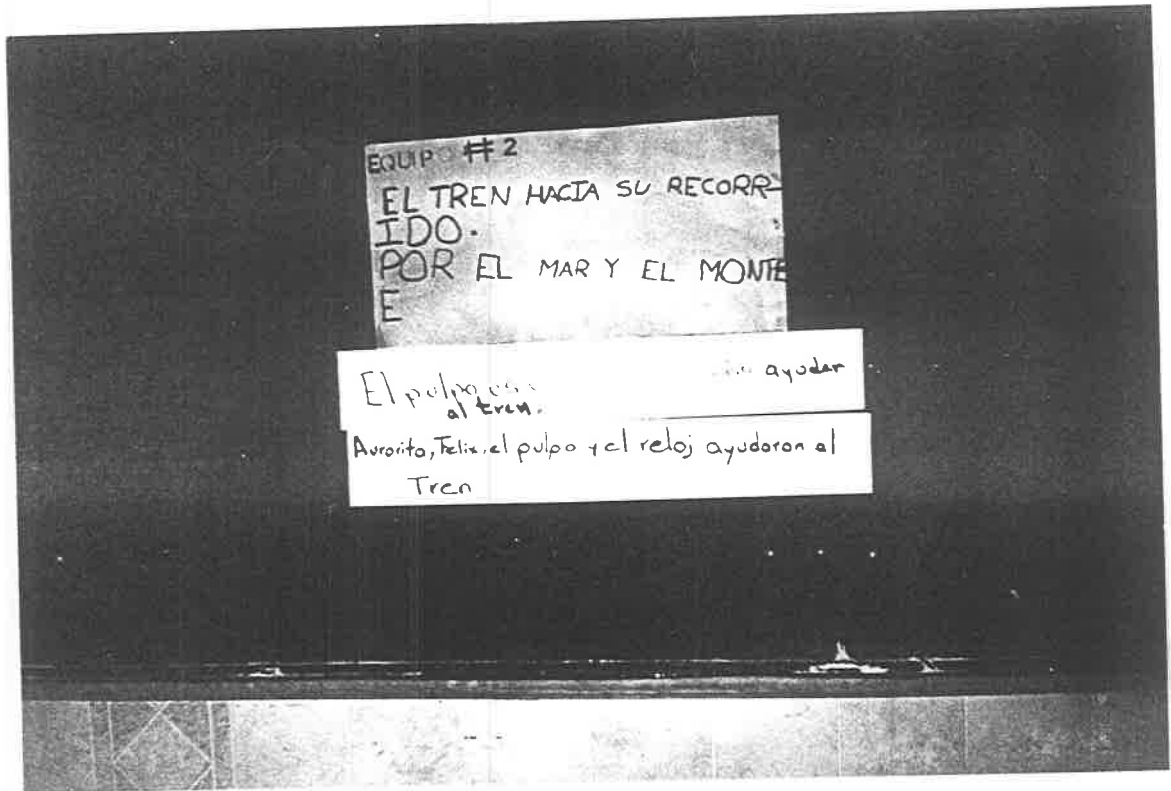 EQUIPO # 2
EL TREN HACIA SU RECORR-
IDO.
POR EL MAR Y EL MONTE
E
El pulpo ayudar
al tren.
Aurorita, Felix, el pulpo y el reloj ayudaron al
Tren